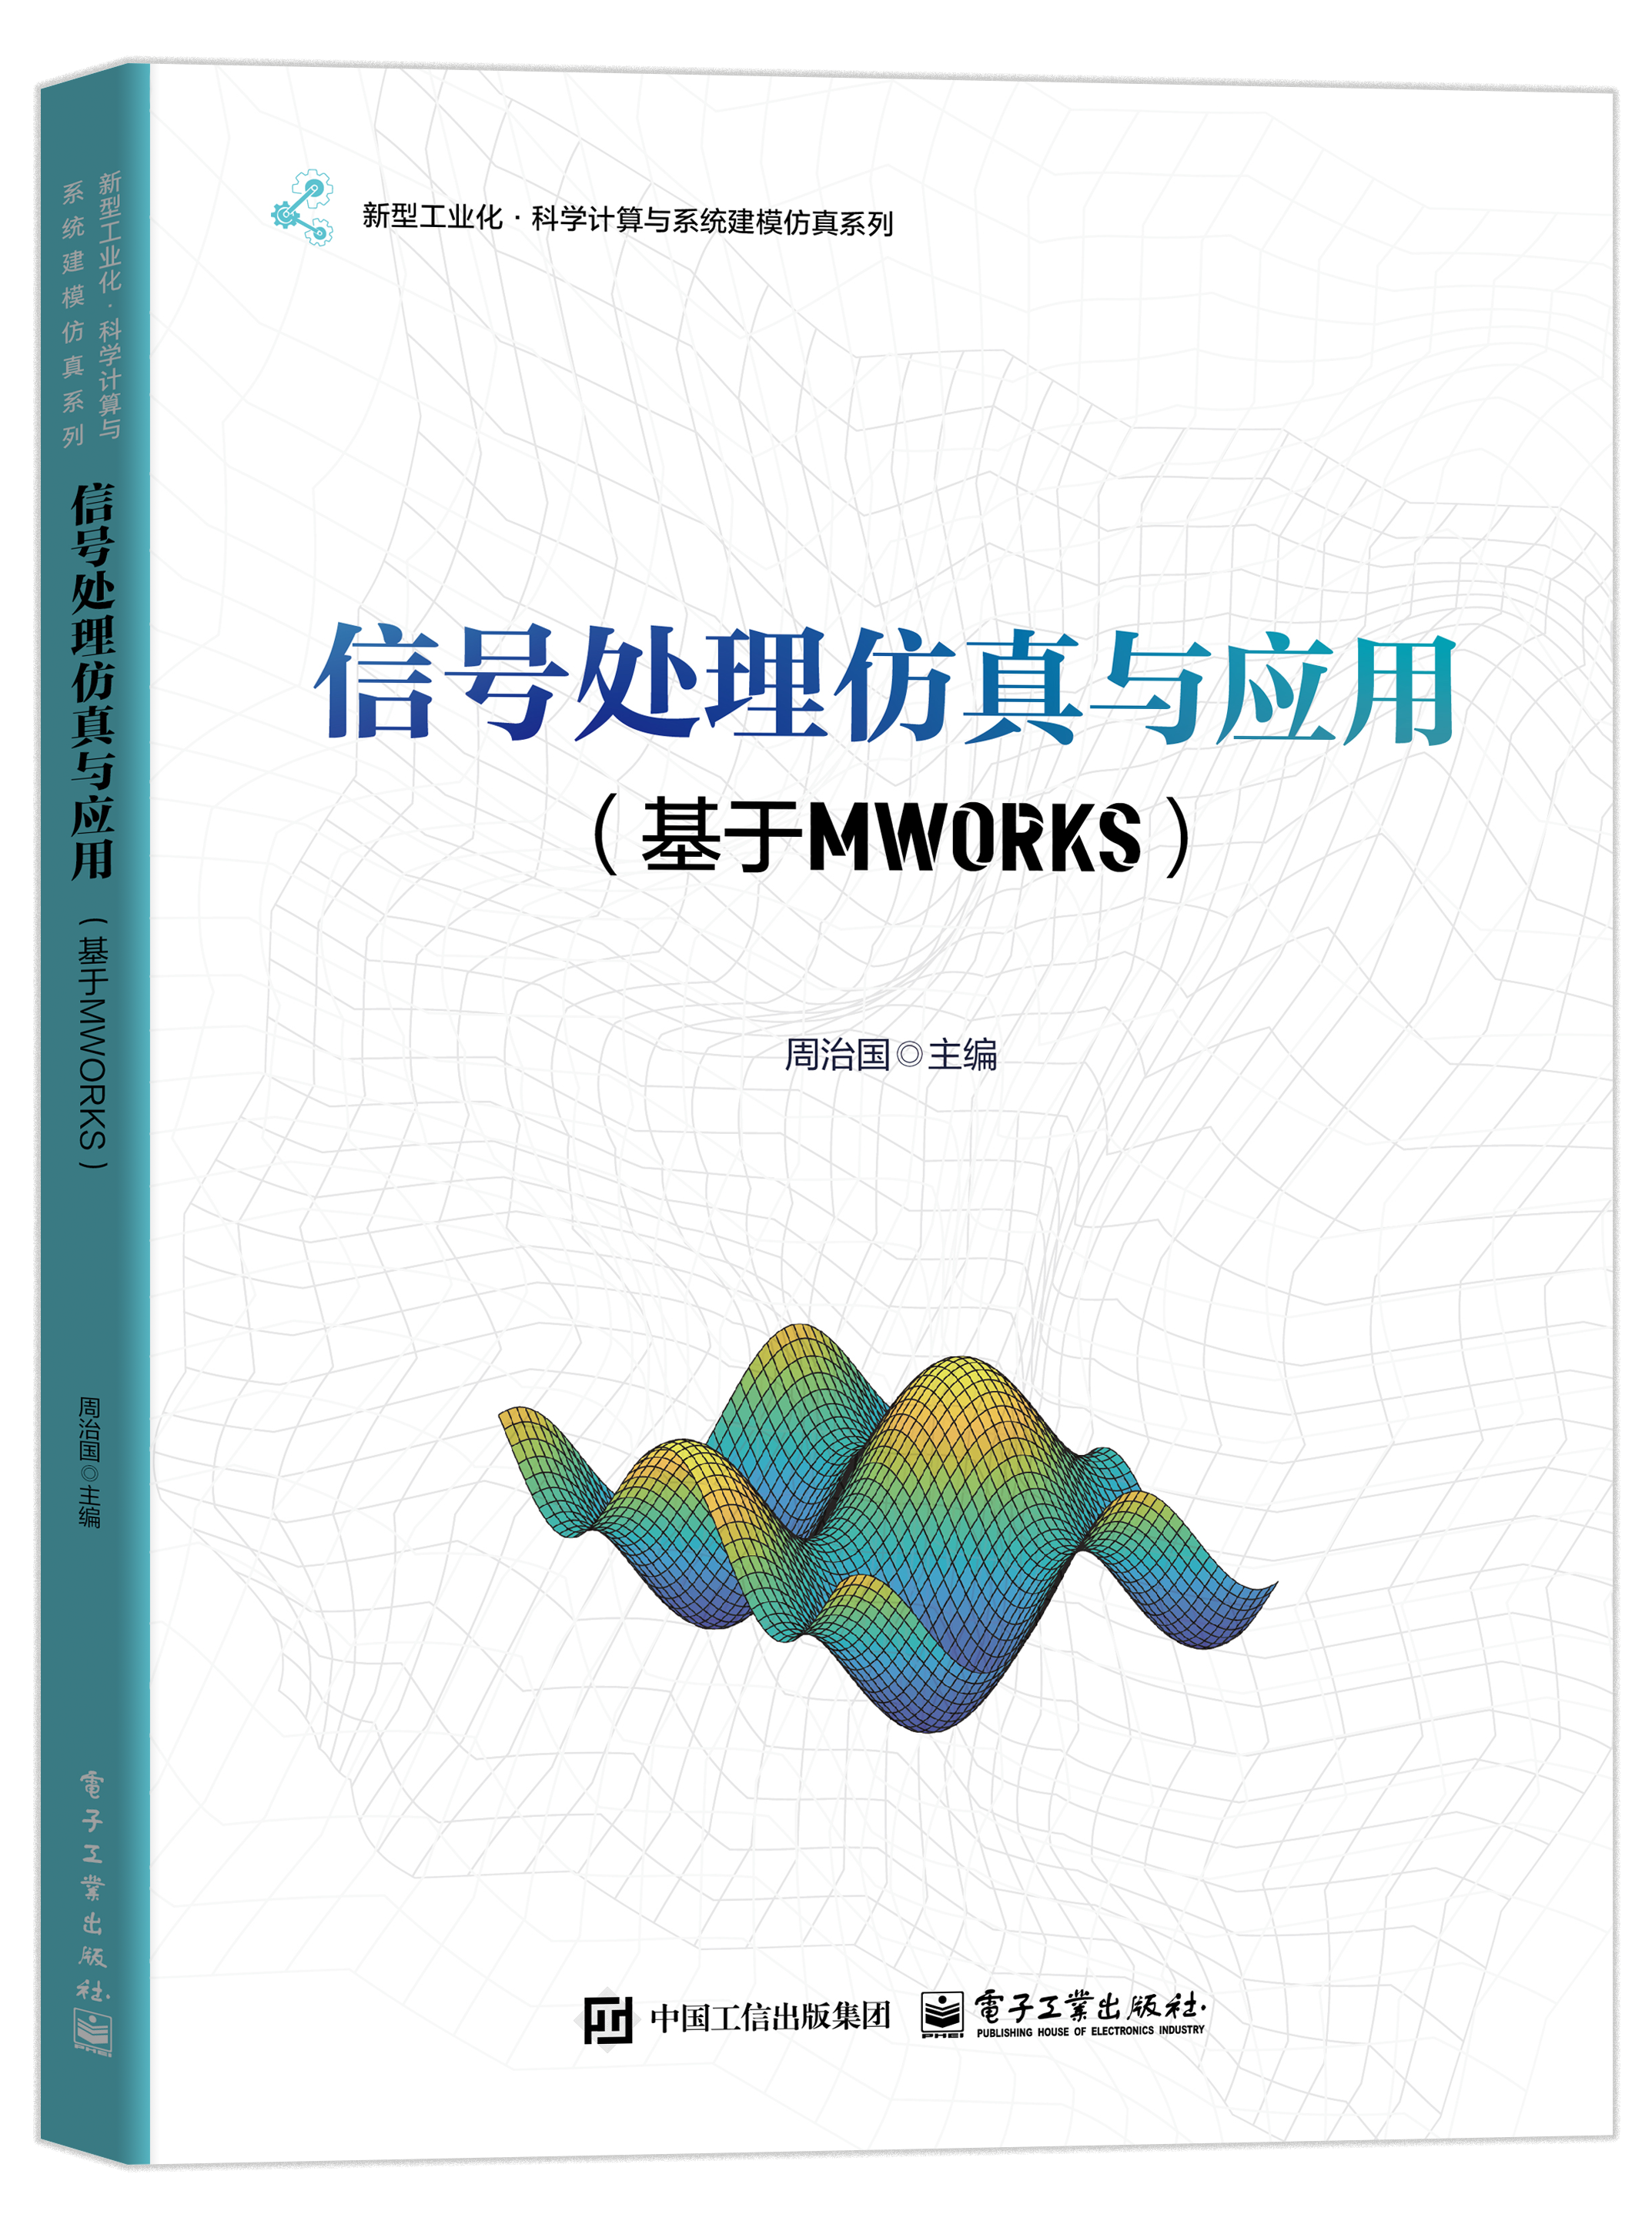 新型工业化·科学计算与系统建模仿真系列
信号处理仿真与应用
（基于MWORKS）
周治国◎主编
中国工信出版集团
電子工業出版社.
PHEI
PUBLISHING HOUSE OF ELECTRONICS INDUSTRY
新型工业化·科学计算与
系统建模仿真系列
信号处理仿真与应用
（基于MWORKS）
周治国◎主编
電子工業出版社.
PHEI